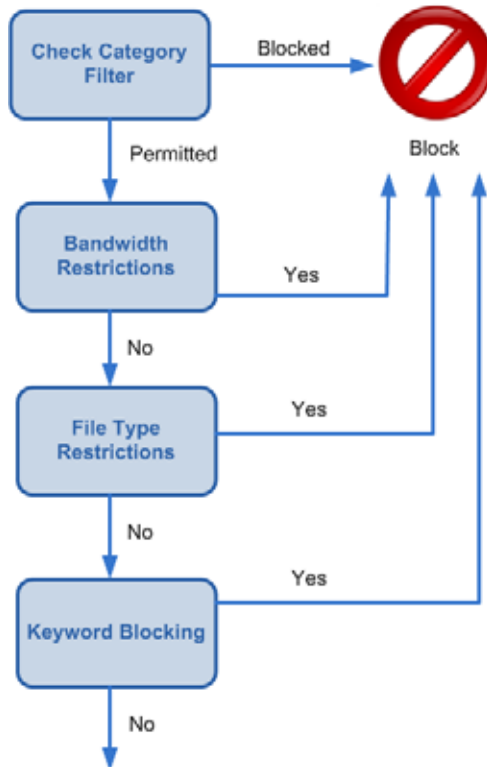 Check Category
Filter
Blocked
Block
Permitted
Bandwidth
Restrictions
Yes
No
File Type
Restrictions
Yes
No
Keyword Blocking
Yes
No